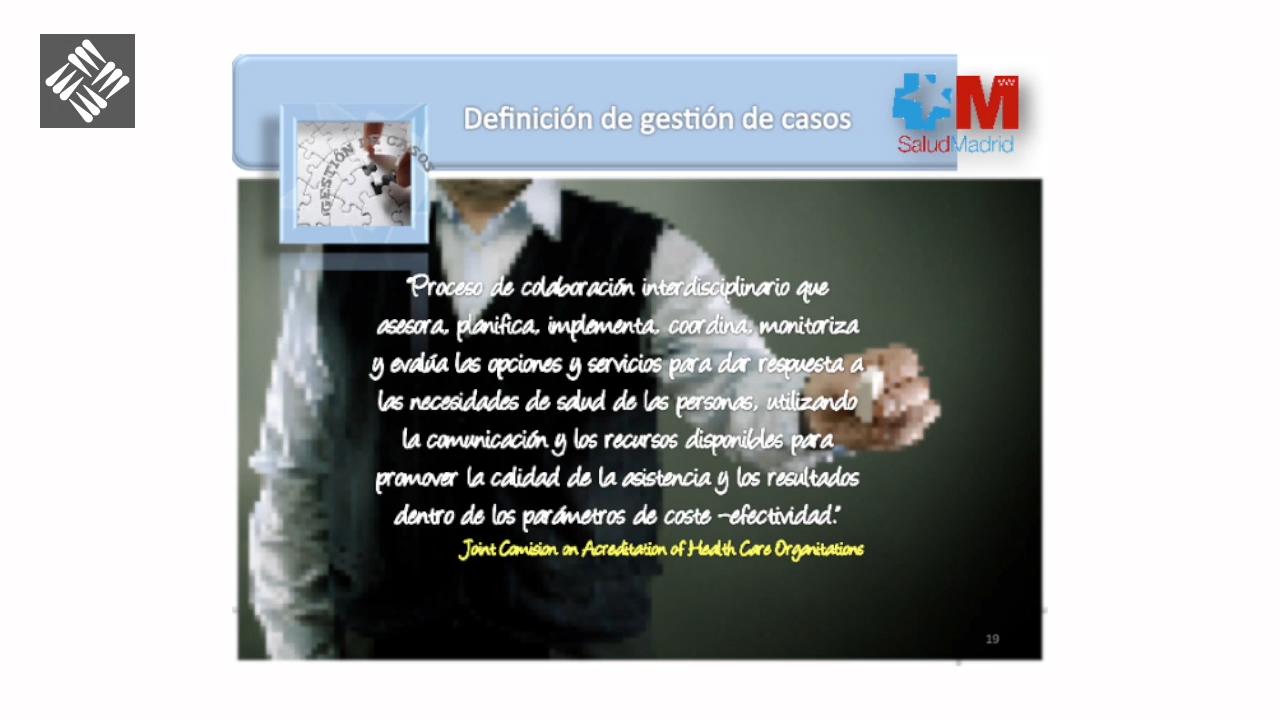 Definición de gestión de casos
SaludMadrid
GESTIÓN DE CASOS
"Proceso de colaboración interdisciplinario que
asesora, planifica, implementa, coordina, monitoriza
y evalúa las opciones y servicios para dar respuesta a
las necesidades de salud de las personas, utilizando
la comunicación y los recursos disponibles para
promover la calidad de la asistencia y los resultados
dentro de los parámetros de coste -efectividad."
Joint Comision on Acreditation of Health Care Organitations
19